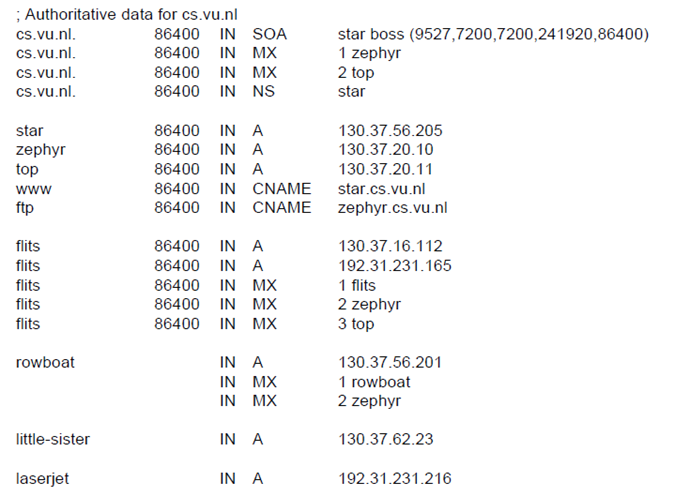 ; Authoritative data for cs.vu.nl
cs.vu.nl. 86400 IN SOA star boss (9527,7200,7200,241920,86400)
cs.vu.nl. 86400 IN MX 1 zephyr
cs.vu.nl. 86400 IN MX 2 top
cs.vu.nl. 86400 IN NS star
star 86400 IN A 130.37.56.205
zephyr 86400 IN A 130.37.20.10
top 86400 IN A 130.37.20.11
www 86400 IN CNAME star.cs.vu.nl
ftp 86400 IN CNAME zephyr.cs.vu.nl
flits 86400 IN A 130.37.16.112
flits 86400 IN A 192.31.231.165
flits 86400 IN MX 1 flits
flits 86400 IN MX 2 zephyr
flits 86400 IN MX 3 top
rowboat IN A 130.37.56.201
IN MX 1 rowboat
IN MX 2 zephyr
little-sister IN A 130.37.62.23
laserjet IN A 192.31.231.216